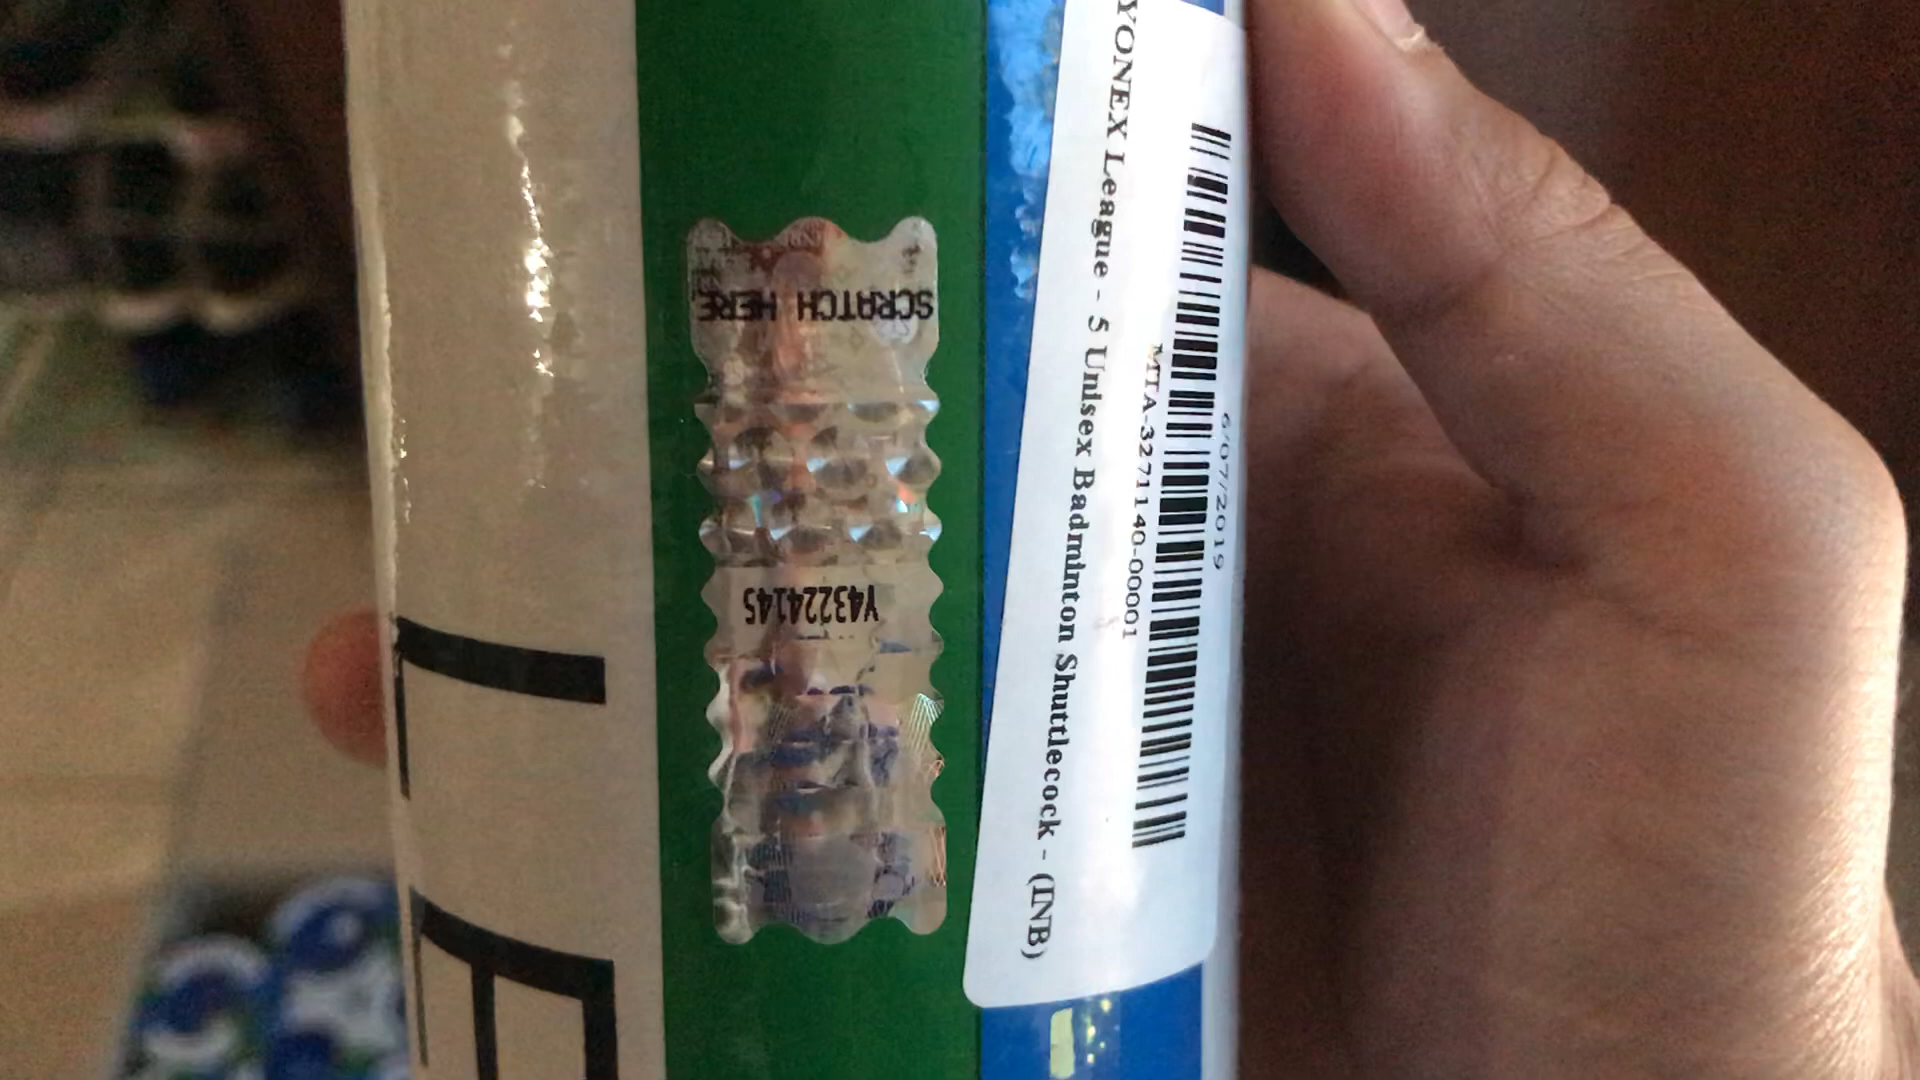 SCRATCH HERE
Y43224145
YONEX League - 5 Unisex Badminton Shuttlecock - (INB)
MTA-3271140-00001
6/07/2019